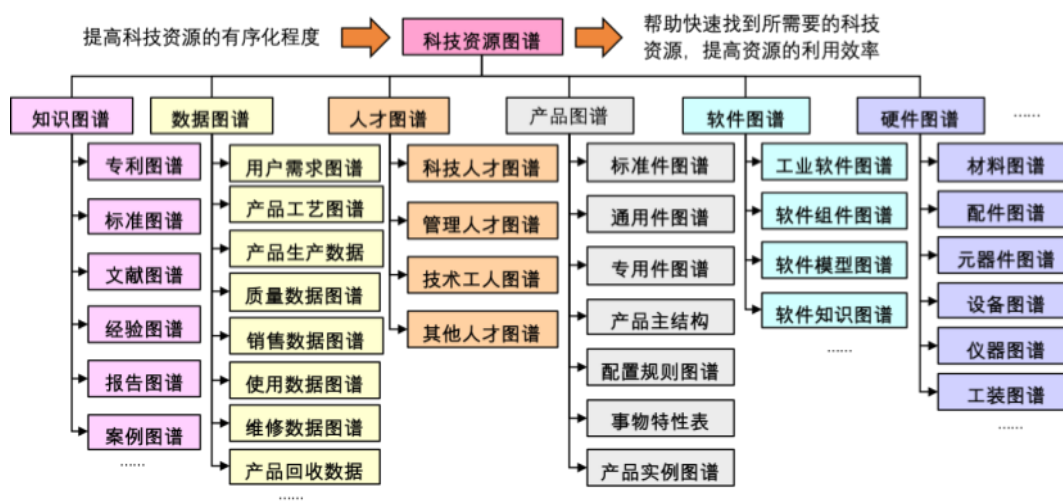 提高科技资源的有序化程度
科技资源图谱
帮助快速找到所需要的科技
资源，提高资源的利用效率
知识图谱
专利图谱
标准图谱
文献图谱
经验图谱
报告图谱
案例图谱
……
数据图谱
用户需求图谱
产品工艺图谱
产品生产数据
质量数据图谱
销售数据图谱
使用数据图谱
维修数据图谱
产品回收数据
……
人才图谱
科技人才图谱
管理人才图谱
技术工人图谱
其他人才图谱
产品图谱
标准件图谱
通用件图谱
专用件图谱
产品主结构
配置规则图谱
事物特性表
产品实例图谱
软件图谱
工业软件图谱
软件组件图谱
软件模型图谱
软件知识图谱
……
硬件图谱
材料图谱
配件图谱
元器件图谱
设备图谱
仪器图谱
工装图谱
……
……